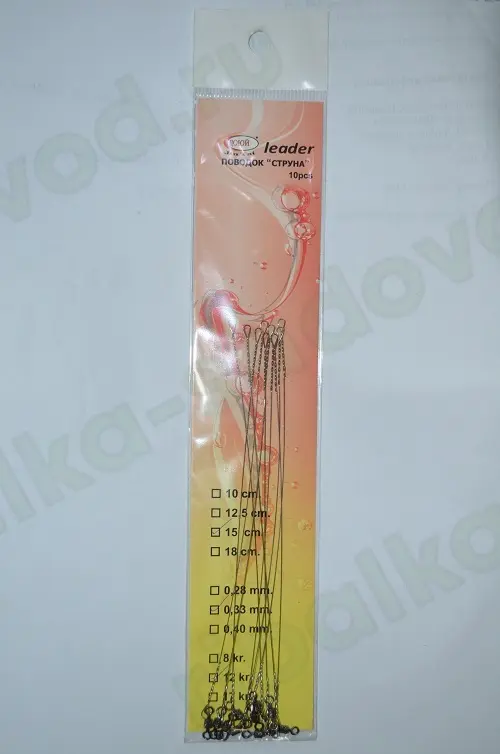 leader
ПОВОДОК "СТРУНА"
10pcs
10 cm.
12.5 cm.
15 cm.
18 cm.
0,28 mm.
0,33 mm.
0,40 mm.
8 kr.
12 kr.
kr.